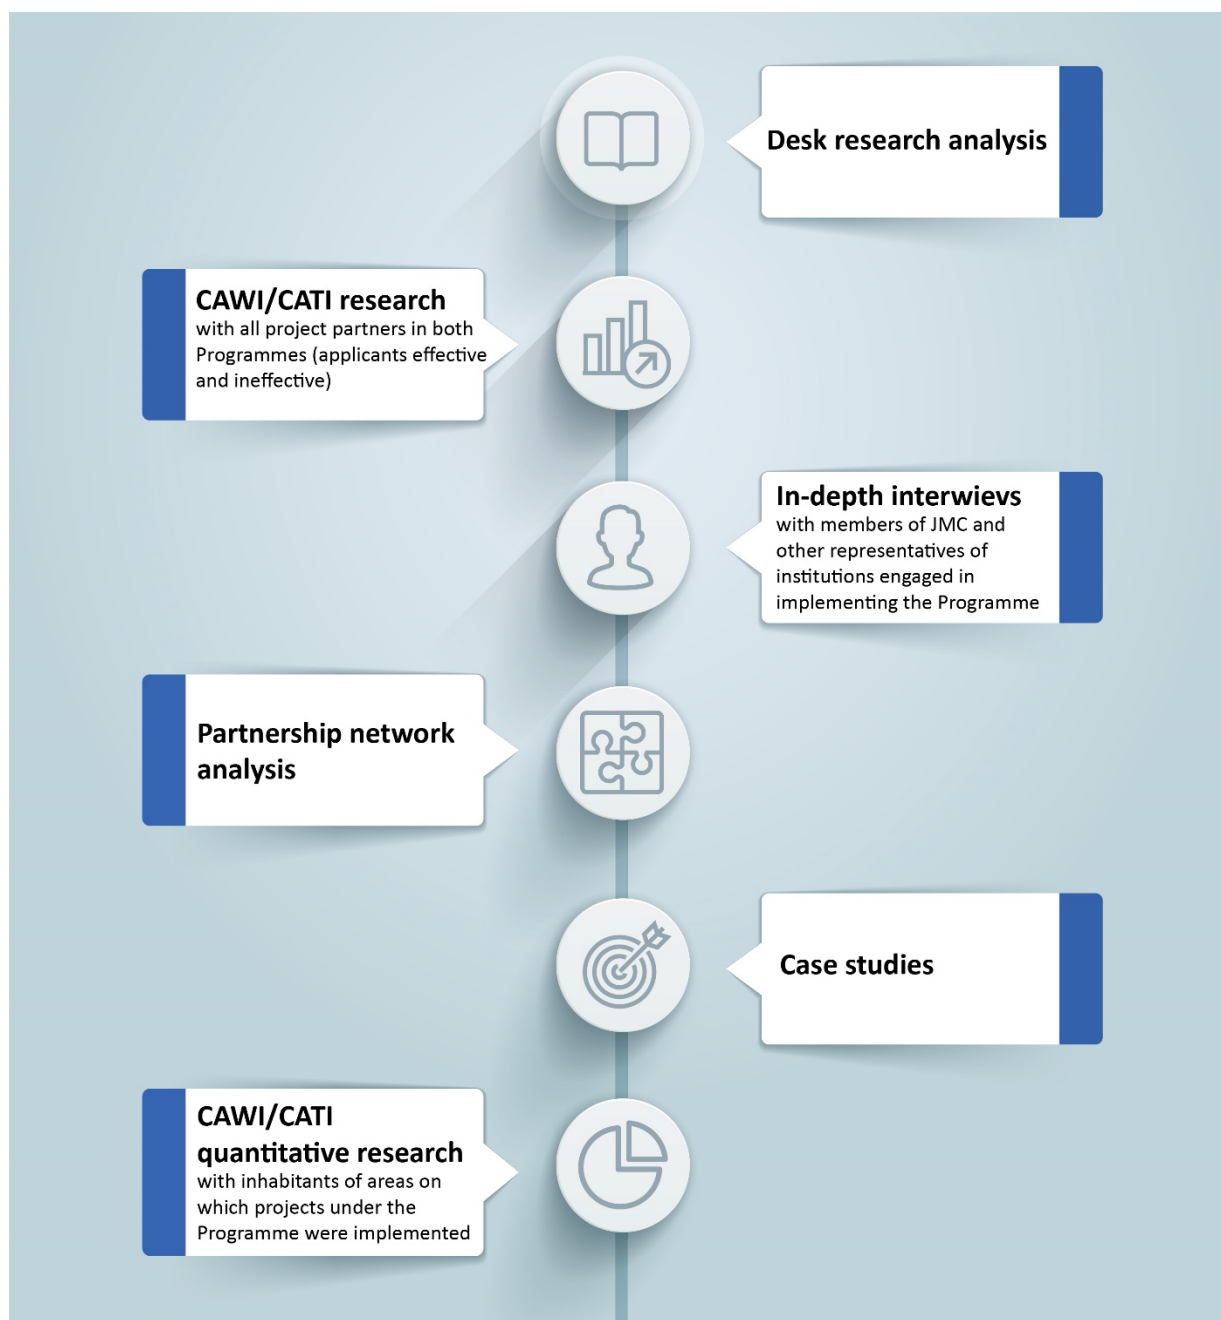 Desk research analysis
CAWI/CATI research
with all project partners in both
Programmes (applicants effective
and ineffective)
In-depth interwievs
with members of JMC and
other representatives of
institutions engaged in
implementing the Programme
Partnership network
analysis
Case studies
CAWI/CATI
quantitative research
with inhabitants of areas on
which projects under the
Programme were implemented